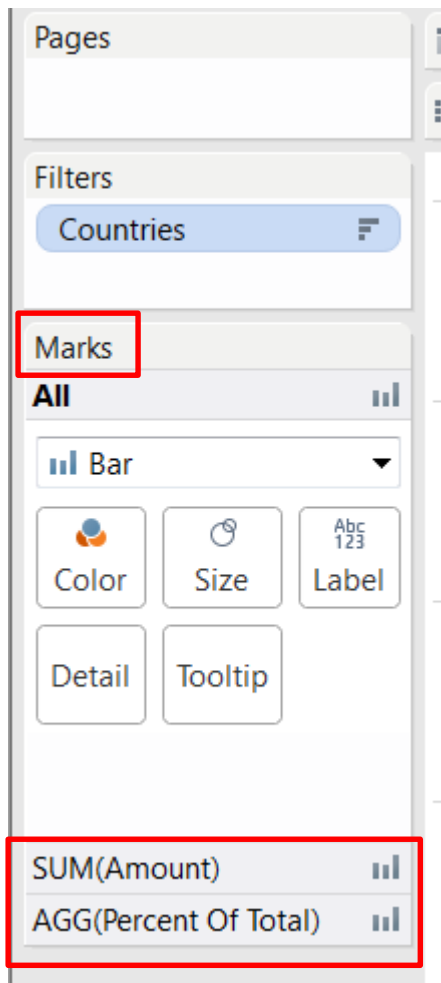 Pages
Filters
Countries
Marks
All
Bar
Abc
123
Color Size Label
Detail Tooltip
SUM(Amount)
AGG(Percent Of Total)